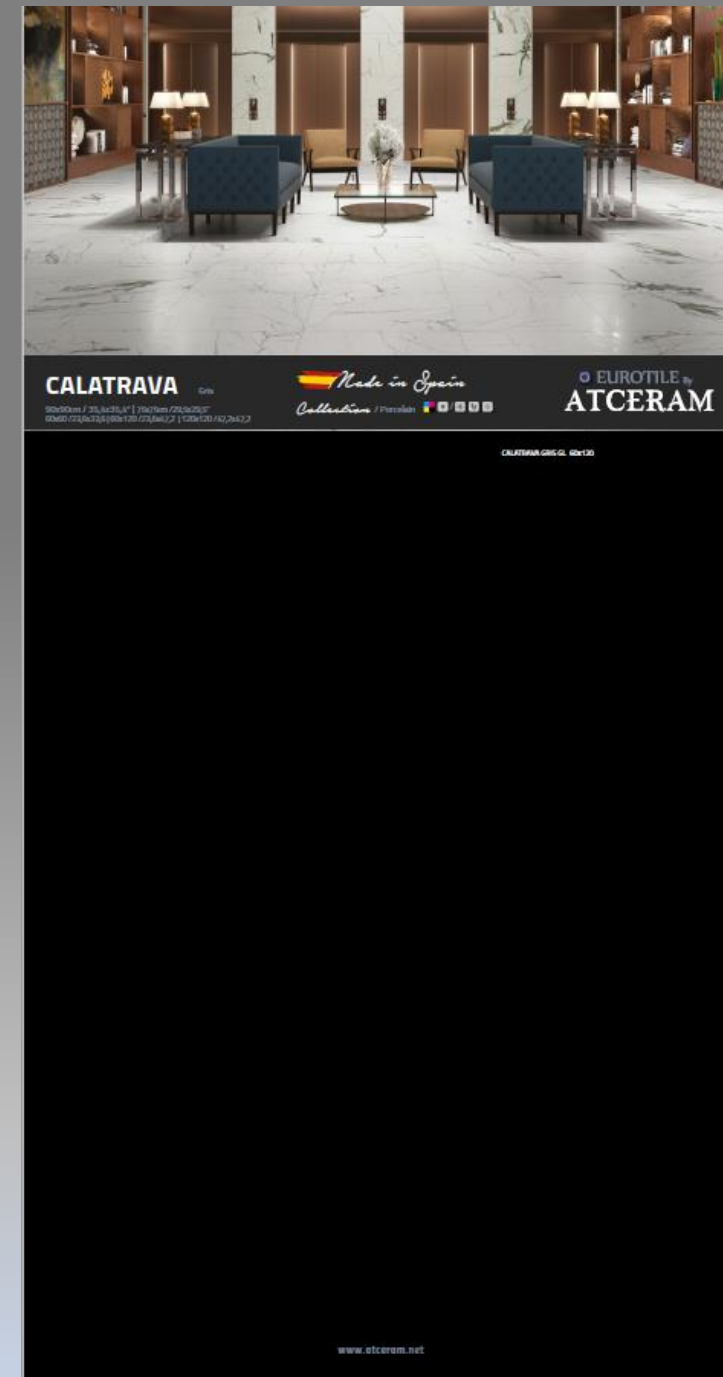 CALATRAVA Gris
90x90cm / 35,4x35,4" | 75x75cm /29,5x29,5"
60x60 /23,6x23,6|60x120 /23,6x47,2 | 120x120 /47,2x47,2
Made in Spain
Collection / Porcelain
EUROTILE By
ATCERAM
CALATRAVA GRIS GL 60x120
www.atceram.net